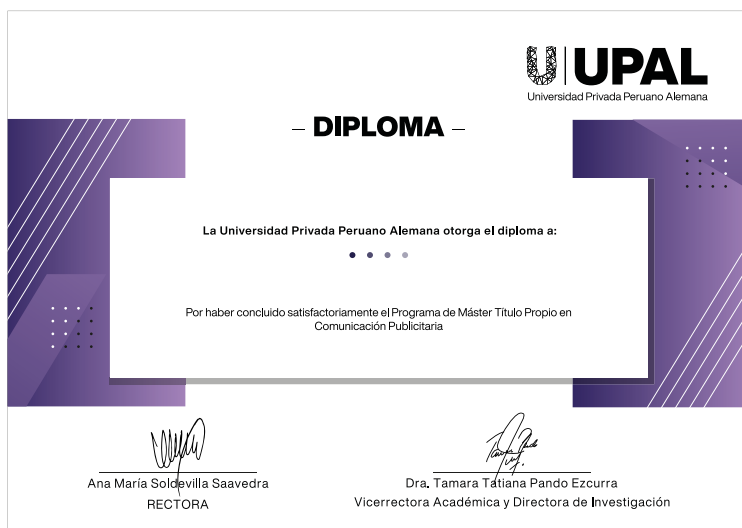 UPAL
Universidad Privada Peruano Alemana
– DIPLOMA –
La Universidad Privada Peruano Alemana otorga el diploma a:
Por haber concluido satisfactoriamente el Programa de Máster Título Propio en
Comunicación Publicitaria
Ana María Soldevilla Saavedra
RECTORA
Dra. Tamara Tatiana Pando Ezcurra
Vicerrectora Académica y Directora de Investigación